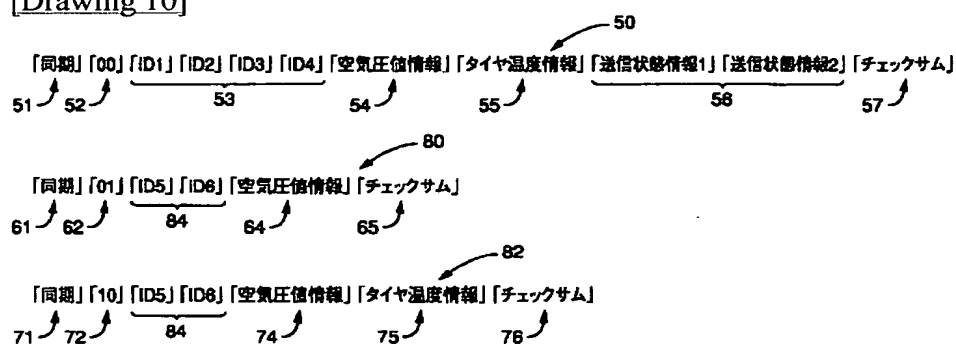 [Drawing 10]
50
「同期」「00」「ID1」「ID2」「ID3」「ID4」「空気圧値情報」「タイヤ温度情報」「送信状態情報1」「送信状態情報2」「チェックサム」
51 52 53 54 55 56 57
80
「同期」「01」「ID5」「ID6」「空気圧値情報」「チェックサム」
61 62 84 64 65
82
「同期」「10」「ID5」「ID6」「空気圧値情報」「タイヤ温度情報」「チェックサム」
71 72 84 74 75 76